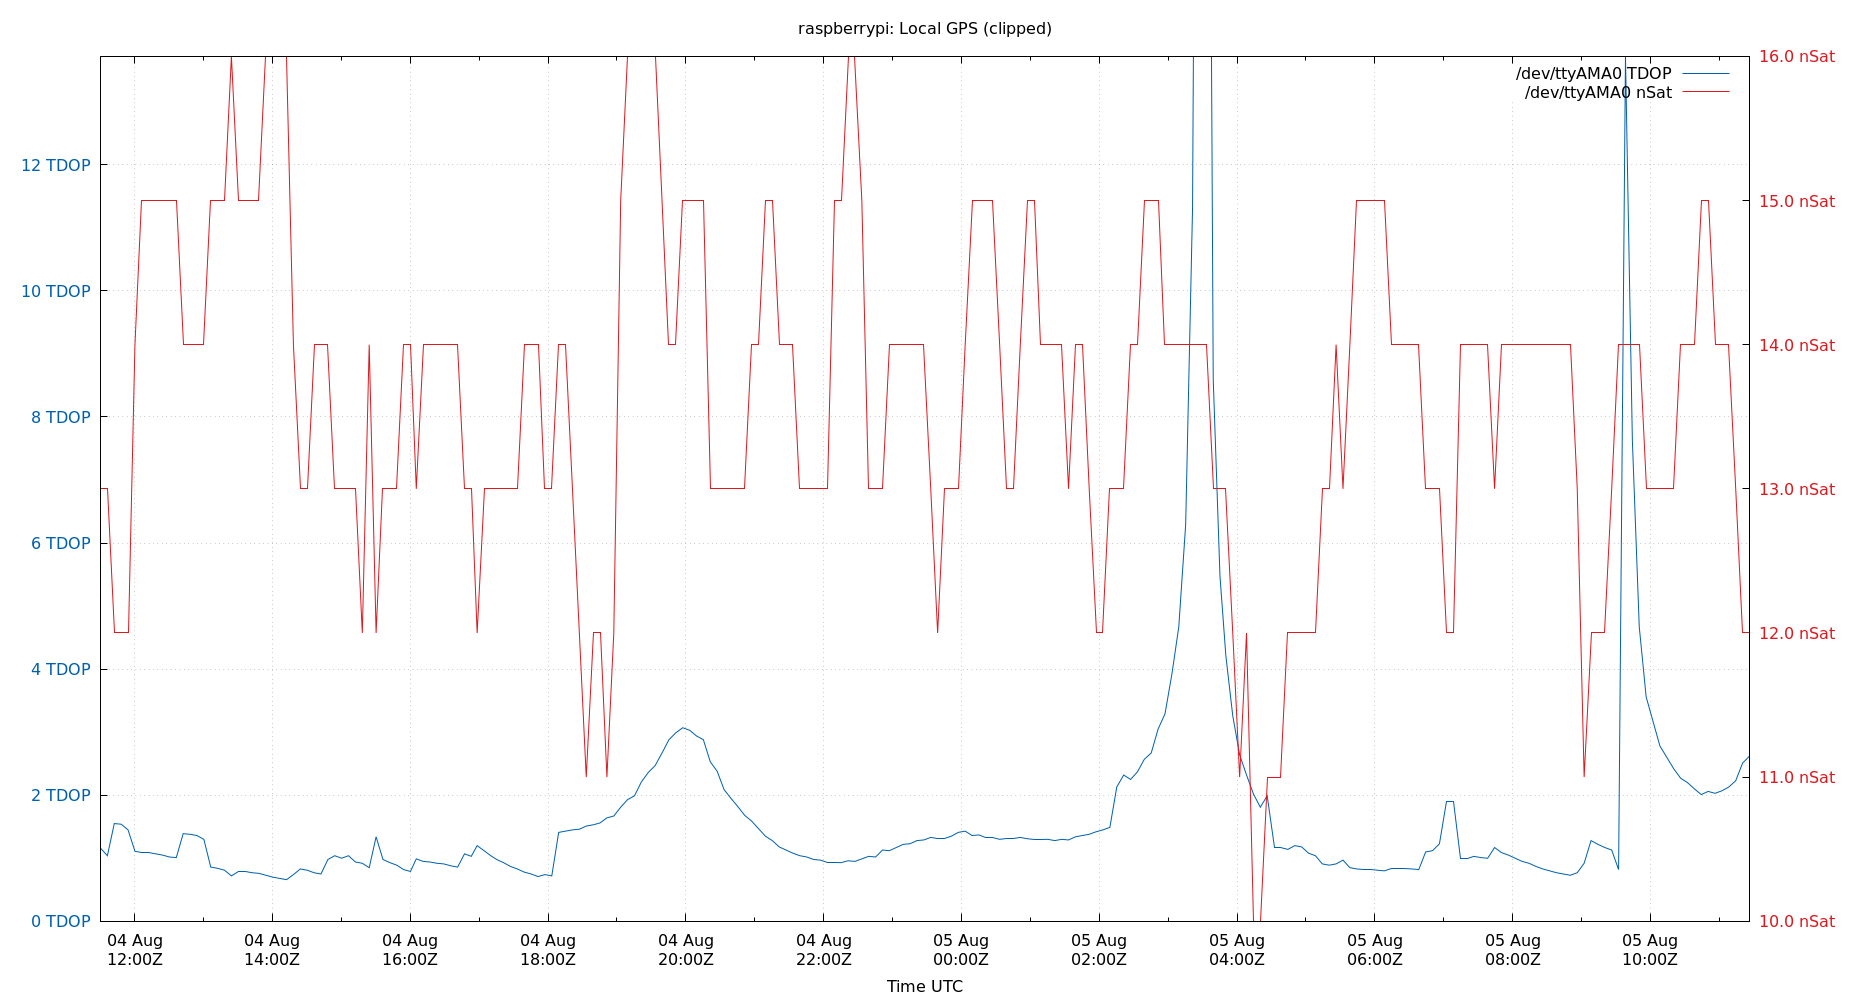 raspberrypi: Local GPS (clipped)
/dev/ttyAMA0 TDOP
/dev/ttyAMA0 nSat
12 TDOP
10 TDOP
8 TDOP
6 TDOP
4 TDOP
2 TDOP
0 TDOP
16.0 nSat
15.0 nSat
14.0 nSat
13.0 nSat
12.0 nSat
11.0 nSat
10.0 nSat
04 Aug 04 Aug 04 Aug 04 Aug 04 Aug 04 Aug 05 Aug 05 Aug 05 Aug 05 Aug 05 Aug 05 Aug
12:00Z 14:00Z 16:00Z 18:00Z 20:00Z 22:00Z 00:00Z 02:00Z 04:00Z 06:00Z 08:00Z 10:00Z
Time UTC